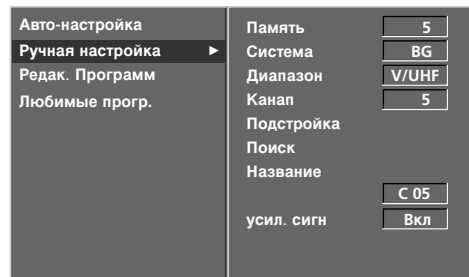 Авто-настройка
Ручная настройка ►
Редак. Программ
Любимые прогр.
Память 5
Система BG
Диапазон V/UHF
Канап 5
Подстройка
Поиск
Название
C 05
усил. сигн Вкл